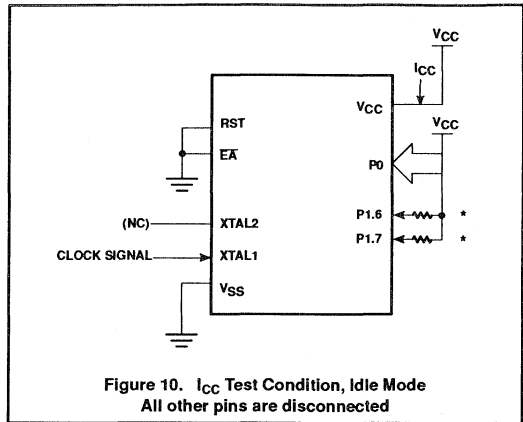 VCC
ICC
VCC
RST
VCC
EA
P0
(NC)
XTAL2
P1.6
*
P1.7
*
CLOCK SIGNAL
XTAL1
VSS
Figure 10. ICC Test Condition, Idle Mode
All other pins are disconnected